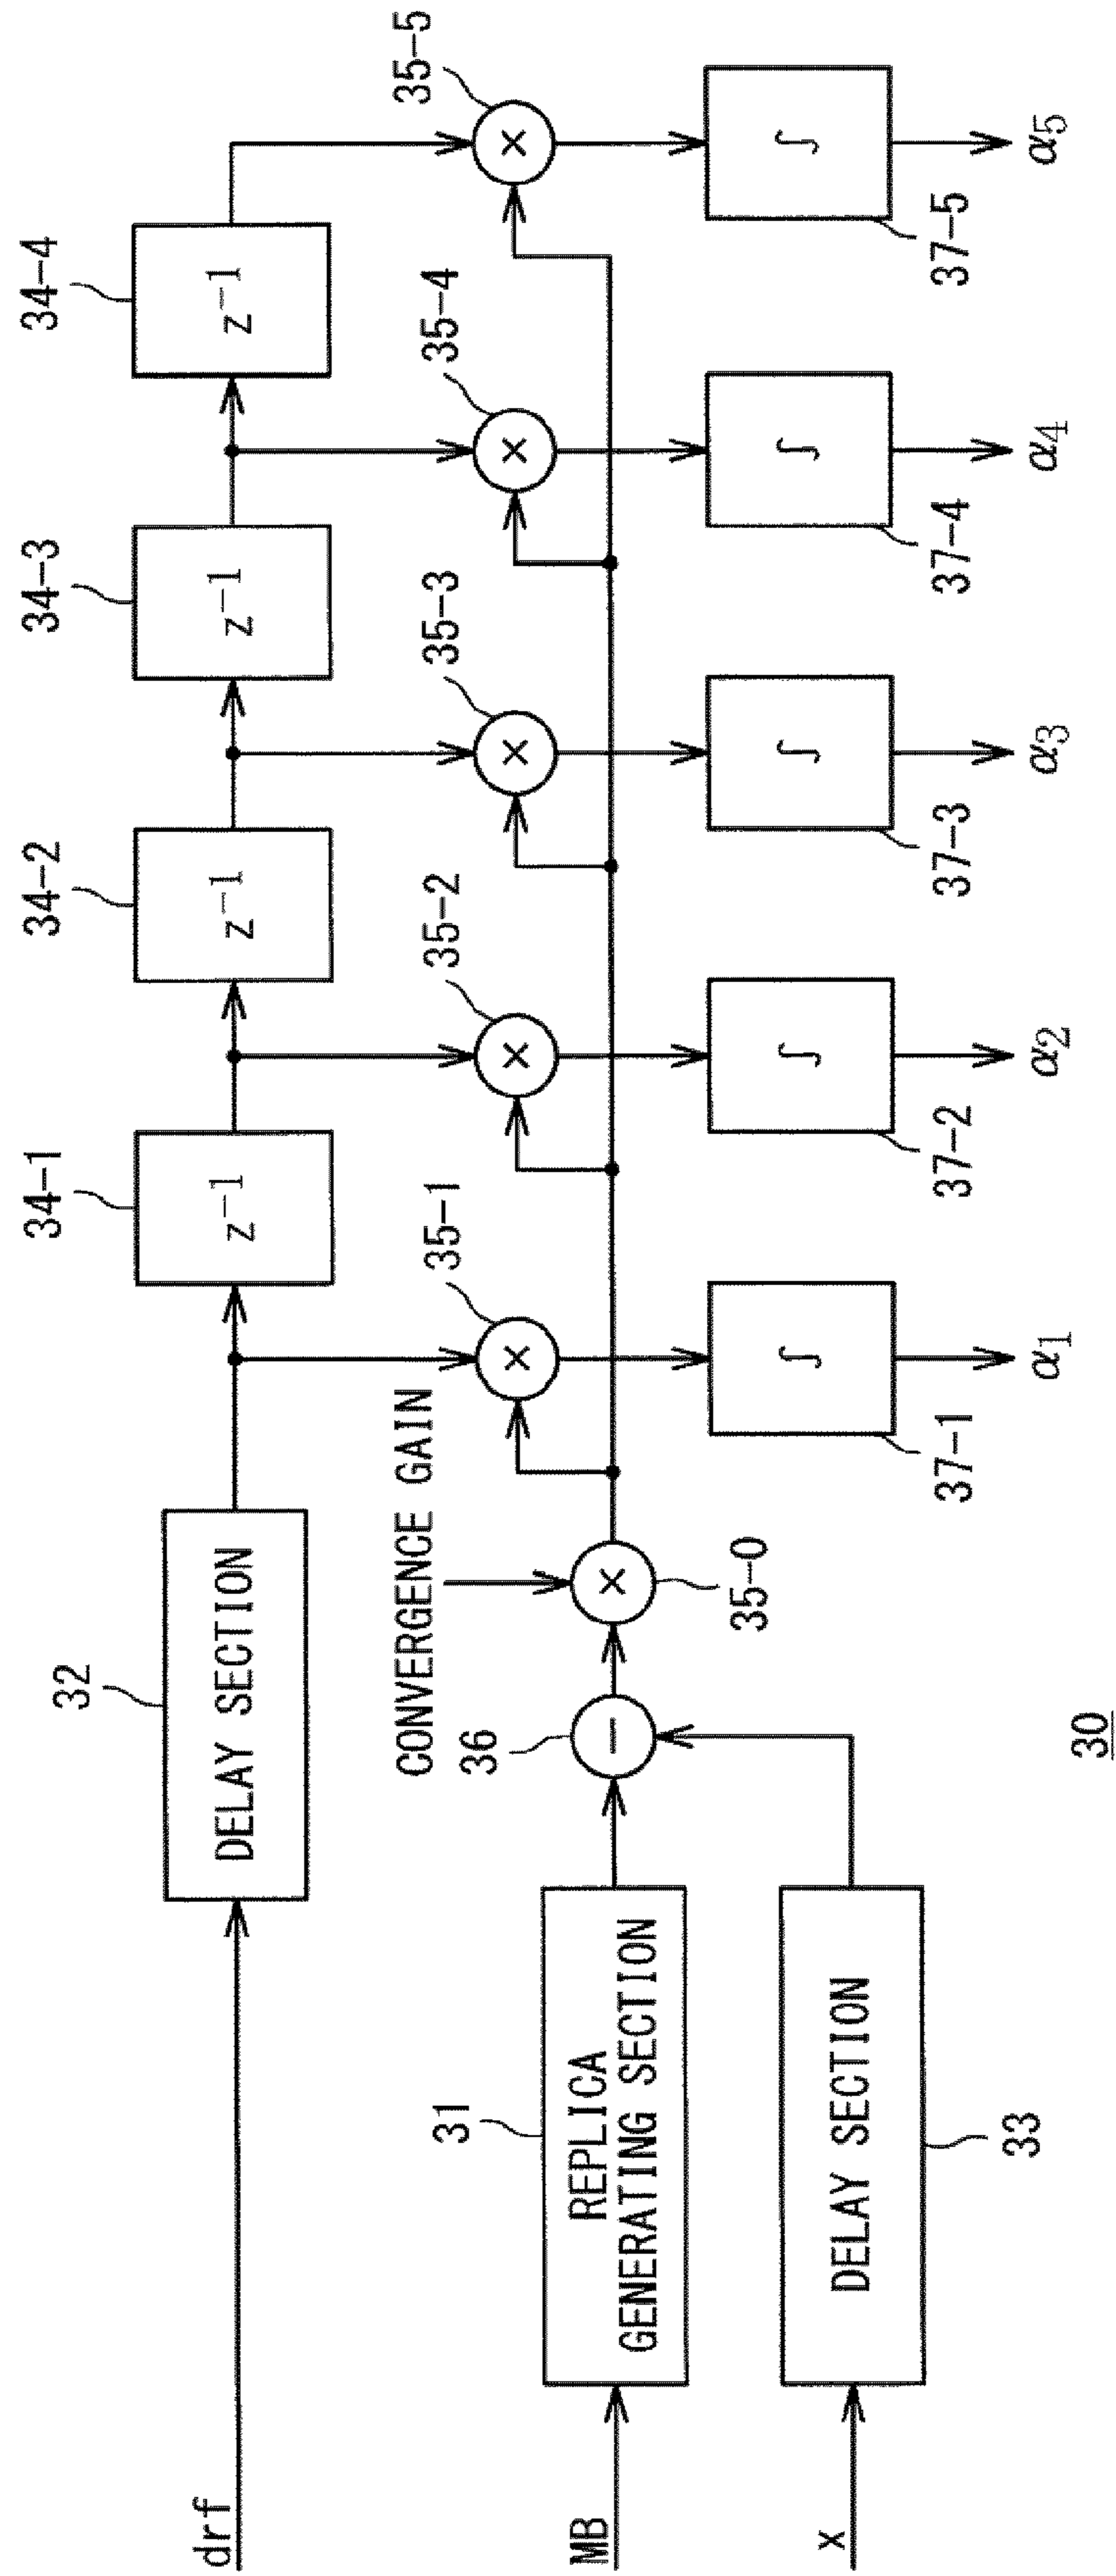 drf
32
DELAY SECTION
34-1
z⁻¹
34-2
z⁻¹
34-3
z⁻¹
34-4
z⁻¹
CONVERGENCE GAIN
35-1
×
35-2
×
35-3
×
35-4
×
35-5
×
MB
31
REPLICA
GENERATING SECTION
36
−
×
35-0
x
DELAY SECTION
33
∫
37-1
∫
37-2
∫
37-3
∫
37-4
∫
37-5
α₁
α₂
α₃
α₄
α₅
30